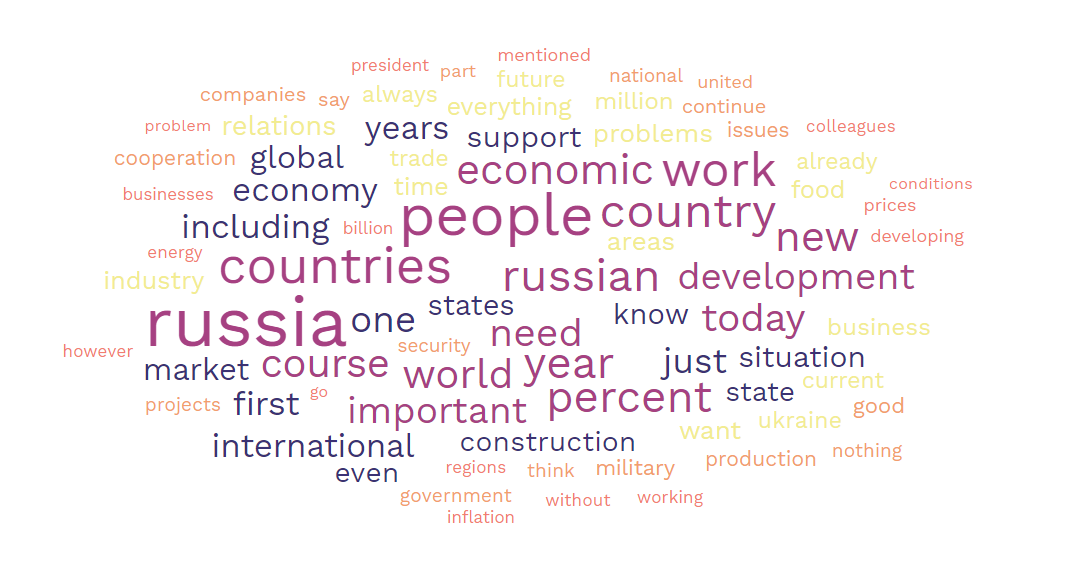 mentioned
president part
future national united
companies say always everything million continue
problem relations years support problems issues colleagues
cooperation global trade economic work already
businesses economy time food conditions
including billion people country prices
energy areas new developing
industry countries russian development
russia one states need know today business
however market course security world year just situation
projects first go important percent state current good
want ukraine
international construction production nothing
even regions think military
government without working
inflation